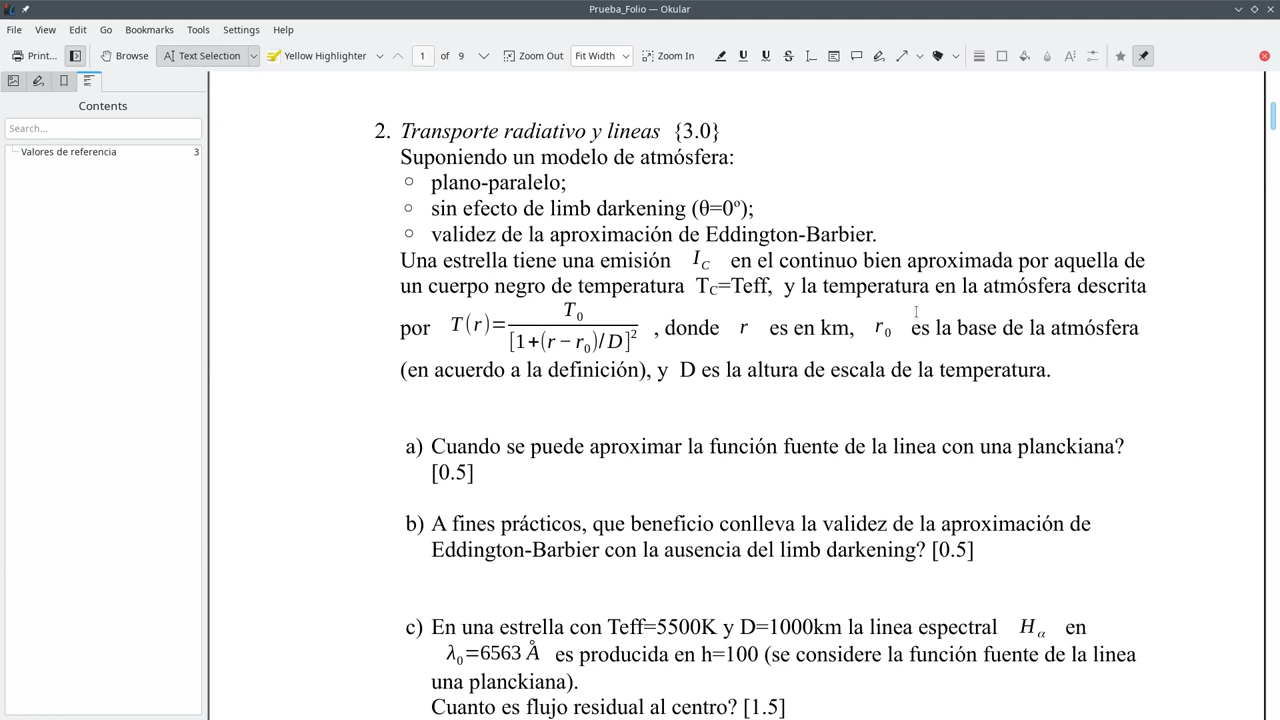 Prueba_Folio — Okular
File View Edit Go Bookmarks Tools Settings Help
Print... Browse Text Selection Yellow Highlighter 1 of 9 Zoom Out Fit Width Zoom In
Contents
Search...
Valores de referencia 3
2. Transporte radiativo y lineas {3.0}
Suponiendo un modelo de atmósfera:
○ plano-paralelo;
○ sin efecto de limb darkening (θ=0º);
○ validez de la aproximación de Eddington-Barbier.
Una estrella tiene una emisión I_C en el continuo bien aproximada por aquella de
un cuerpo negro de temperatura T_C=Teff, y la temperatura en la atmósfera descrita
por T(r)=T_0/[1+(r−r_0)/D]^2 , donde r es en km, r_0 es la base de la atmósfera
(en acuerdo a la definición), y D es la altura de escala de la temperatura.
a) Cuando se puede aproximar la función fuente de la linea con una planckiana?
[0.5]
b) A fines prácticos, que beneficio conlleva la validez de la aproximación de
Eddington-Barbier con la ausencia del limb darkening? [0.5]
c) En una estrella con Teff=5500K y D=1000km la linea espectral H_α en
λ_0=6563 Å es producida en h=100 (se considere la función fuente de la linea
una planckiana).
Cuanto es flujo residual al centro? [1.5]